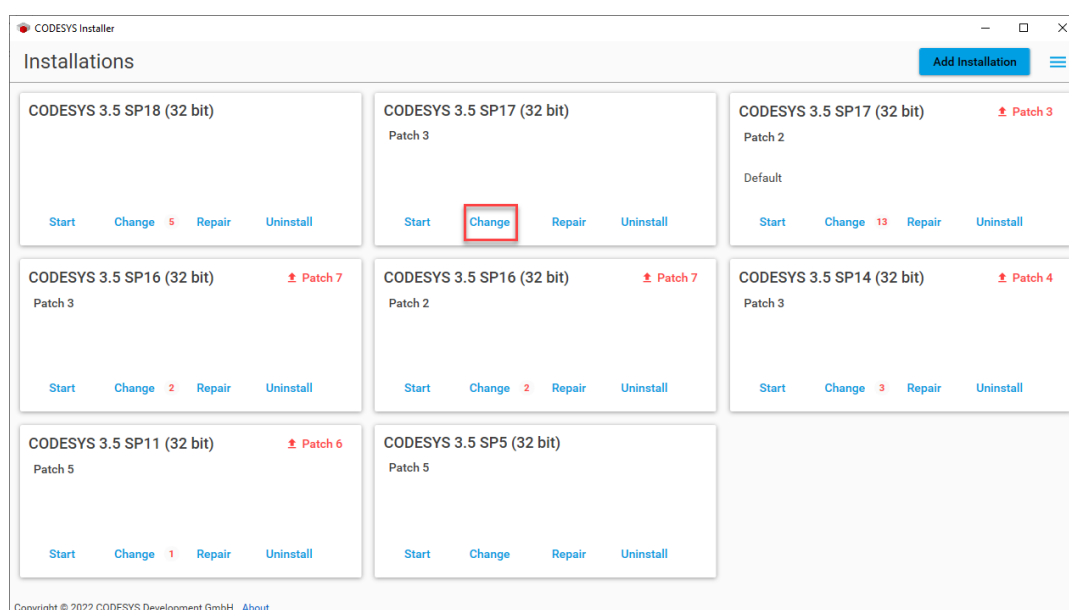 CODESYS Installer
Installations
Add Installation
CODESYS 3.5 SP18 (32 bit)
Start Change 5 Repair Uninstall
CODESYS 3.5 SP17 (32 bit)
Patch 3
Start Change Repair Uninstall
CODESYS 3.5 SP17 (32 bit) Patch 3
Patch 2
Default
Start Change 13 Repair Uninstall
CODESYS 3.5 SP16 (32 bit) Patch 7
Patch 3
Start Change 2 Repair Uninstall
CODESYS 3.5 SP16 (32 bit) Patch 7
Patch 2
Start Change 2 Repair Uninstall
CODESYS 3.5 SP14 (32 bit) Patch 4
Patch 3
Start Change 3 Repair Uninstall
CODESYS 3.5 SP11 (32 bit) Patch 6
Patch 5
Start Change 1 Repair Uninstall
CODESYS 3.5 SP5 (32 bit)
Patch 5
Start Change Repair Uninstall
Copyright © 2022 CODESYS Development GmbH About